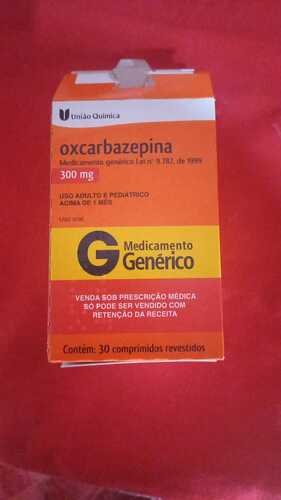 União Química
oxcarbazepina
Medicamento genérico Lei nº 9.787, de 1999
300 mg
USO ADULTO E PEDIÁTRICO
ACIMA DE 1 MÊS
Uso oral
G Medicamento
Genérico
VENDA SOB PRESCRIÇÃO MÉDICA
SÓ PODE SER VENDIDO COM
RETENÇÃO DA RECEITA
Contém: 30 comprimidos revestidos